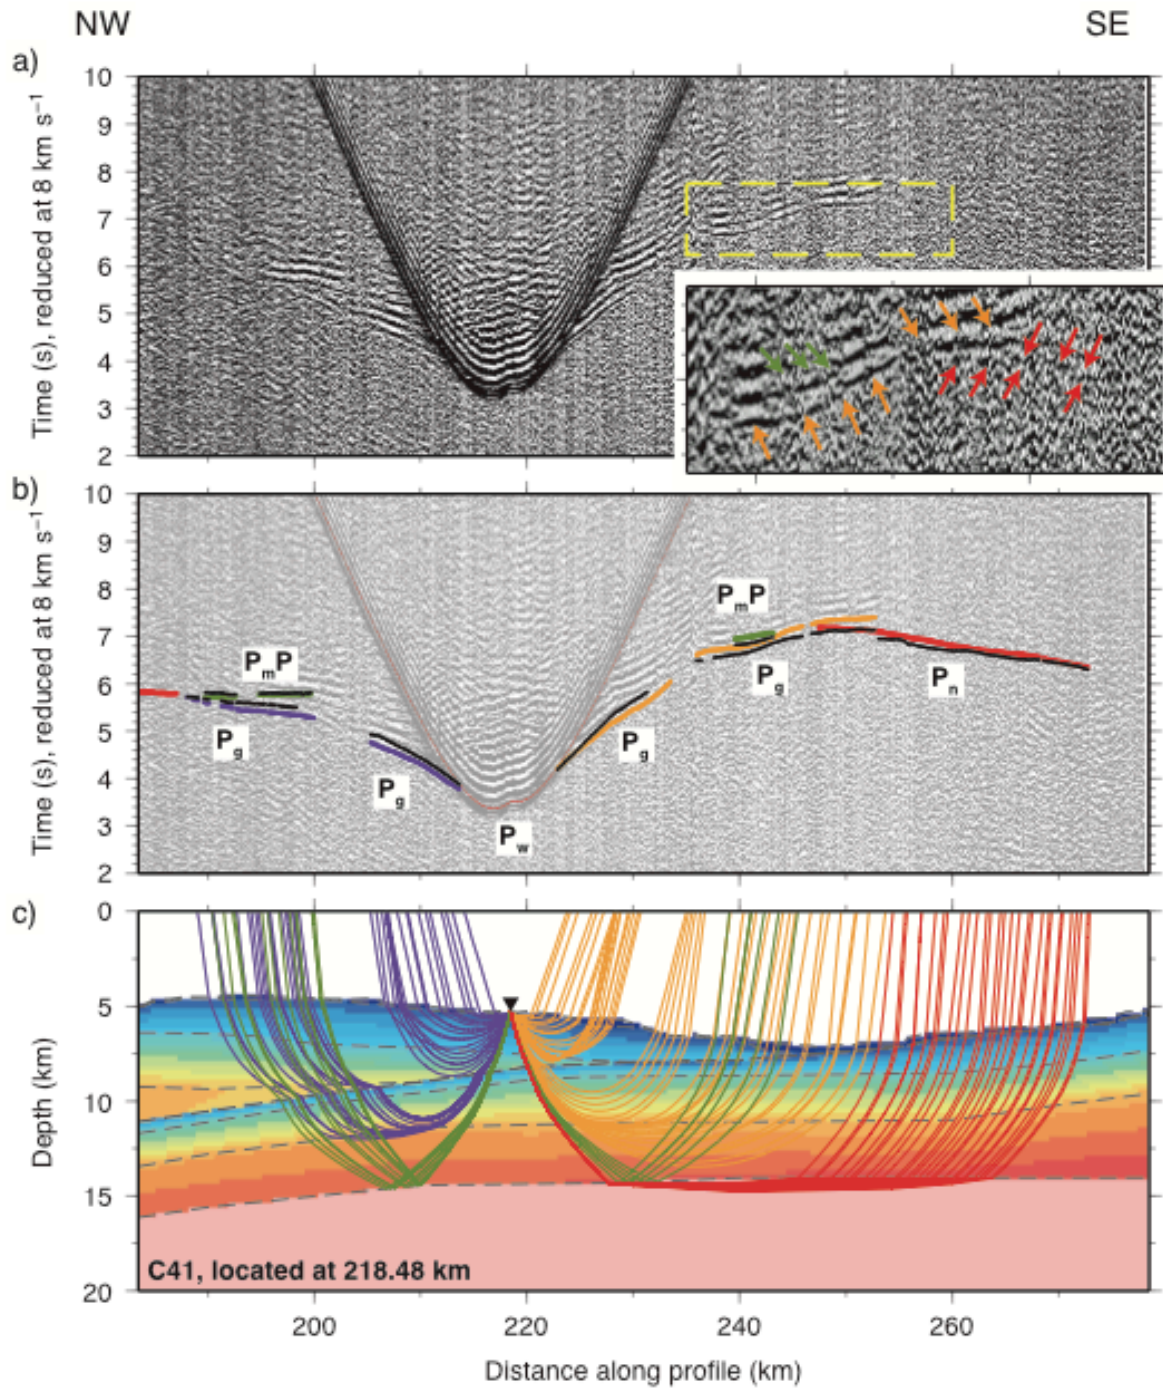 NW
SE
a)
10
9
8
7
6
5
4
3
2
Time (s), reduced at 8 km s⁻¹
b)
10
9
8
7
6
5
4
3
2
Time (s), reduced at 8 km s⁻¹
PmP
Pg
Pg
Pw
Pg
PmP
Pg
Pn
c)
0
5
10
15
20
Depth (km)
C41, located at 218.48 km
200
220
240
260
Distance along profile (km)